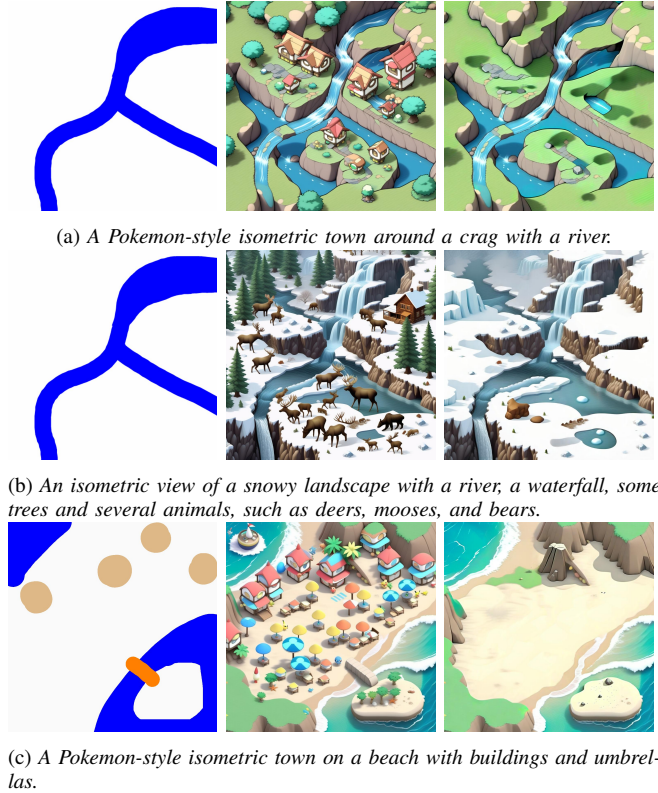 (a) A Pokemon-style isometric town around a crag with a river.
(b) An isometric view of a snowy landscape with a river, a waterfall, some
trees and several animals, such as deers, mooses, and bears.
(c) A Pokemon-style isometric town on a beach with buildings and umbrel-
las.